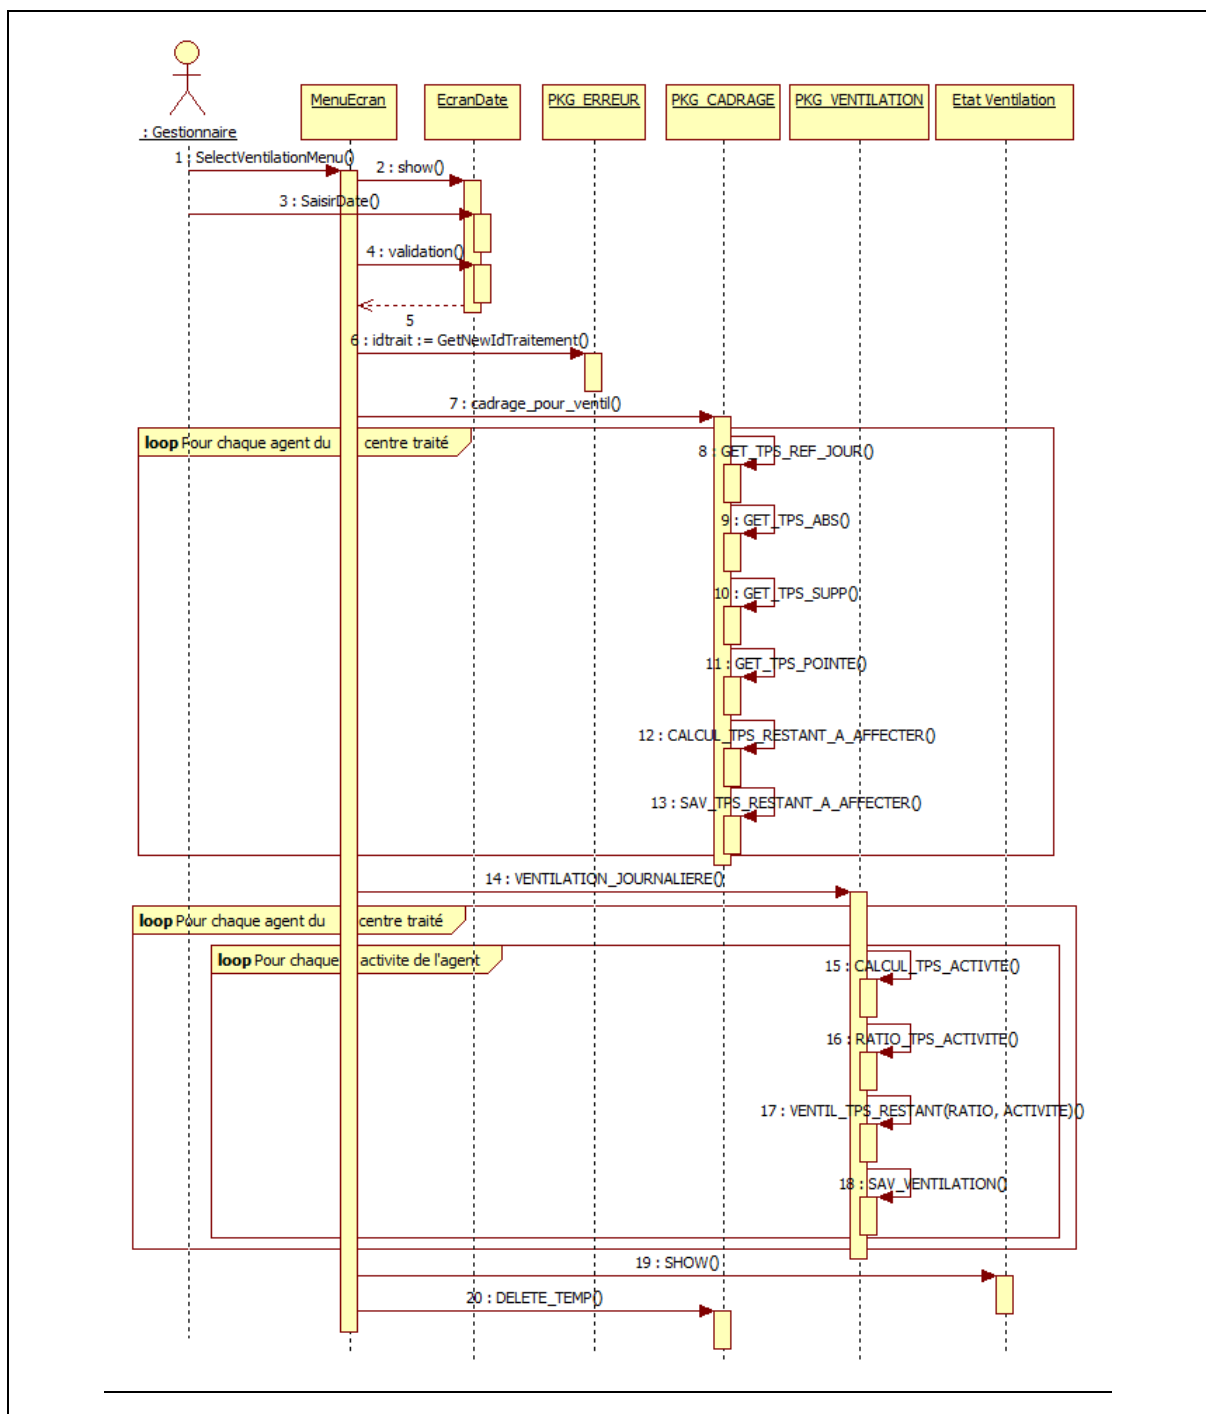 MenuEcran
EcranDate
PKG_ERREUR
PKG_CADRAGE
PKG_VENTILATION
Etat Ventilation
: Gestionnaire
1 : SelectVentilationMenu()
2 : show()
3 : SaisirDate()
4 : validation()
5
6 : idtrait := GetNewIdTraitement()
7 : cadrage_pour_ventil()
loop Pour chaque agent du centre traité
8 : GET_TPS_REF_JOUR()
9 : GET_TPS_ABS()
10 : GET_TPS_SUPP()
11 : GET_TPS_POINTE()
12 : CALCUL_TPS_RESTANT_A_AFFECTER()
13 : SAV_TPS_RESTANT_A_AFFECTER()
14 : VENTILATION_JOURNALIERE()
loop Pour chaque agent du centre traité
loop Pour chaque activite de l'agent
15 : CALCUL_TPS_ACTIVTE()
16 : RATIO_TPS_ACTIVITE()
17 : VENTIL_TPS_RESTANT(RATIO, ACTIVITE)()
18 : SAV_VENTILATION()
19 : SHOW()
20 : DELETE_TEMP()